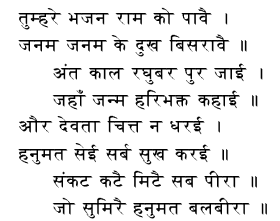 तुम्हरे भजन राम को पावै ।
जनम जनम के दुख बिसरावै ॥
अंत काल रघुबर पुर जाई ।
जहाँ जन्म हरिभक्त कहाई ॥
और देवता चित्त न धरई ।
हनुमत सेई सर्ब सुख करई ॥
संकट कटै मिटै सब पीरा ॥
जो सुमिरै हनुमत बलबीरा ॥